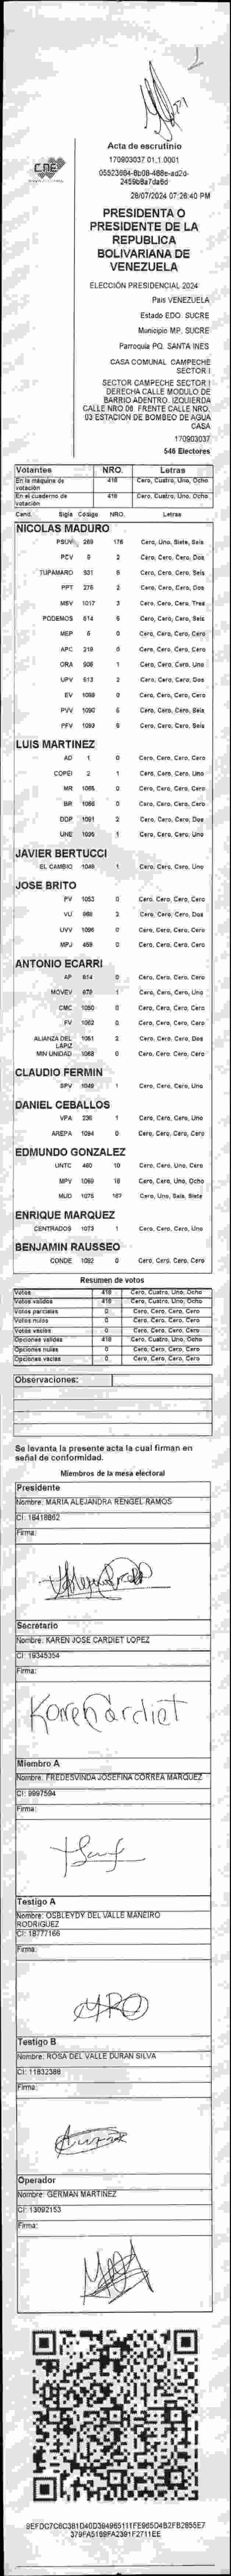 Acta de escrutinio
170903037.01.1.0001
28/07/2024 07:26:40 PM
PRESIDENTA O
PRESIDENTE DE LA
REPUBLICA
BOLIVARIANA DE
VENEZUELA
ELECCIÓN PRESIDENCIAL 2024
Pais VENEZUELA
Estado EDO. SUCRE
Municipio MP. SUCRE
Parroquia PQ. SANTA INES
CASA COMUNAL CAMPECHE
SECTOR I
SECTOR CAMPECHE SECTOR I
DERECHA CALLE MODULO DE
BARRIO ADENTRO. IZQUIERDA
CALLE NRO 08. FRENTE CALLE NRO.
03 ESTACION DE BOMBEO DE AGUA
CASA
170903037
546 Electores
Votantes NRO. Letras
En la máquina de votación 418 Cero, Cuatro, Uno, Ocho
En el cuaderno de votación 418 Cero, Cuatro, Uno, Ocho
Cand. Sigla Código NRO. Letras
NICOLAS MADURO
PSUV 269 176 Cero, Uno, Siete, Seis
PCV 2 Cero, Cero, Cero, Dos
TUPAMARO 931 6 Cero, Cero, Cero, Seis
PPT 276 2 Cero, Cero, Cero, Dos
MSV 1017 3 Cero, Cero, Cero, Tres
PODEMOS 614 6 Cero, Cero, Cero, Seis
MEP 6 0 Cero, Cero, Cero, Cero
APC 219 0 Cero, Cero, Cero, Cero
ORA 906 1 Cero, Cero, Cero, Uno
UPV 613 2 Cero, Cero, Cero, Dos
EV 1098 0 Cero, Cero, Cero, Cero
PVV 1090 6 Cero, Cero, Cero, Seis
PFV 1093 6 Cero, Cero, Cero, Seis
LUIS MARTINEZ
AD 1 0 Cero, Cero, Cero, Cero
COPEI 2 1 Cero, Cero, Cero, Uno
MR 1065 0 Cero, Cero, Cero, Cero
BR 1066 0 Cero, Cero, Cero, Cero
DDP 1091 2 Cero, Cero, Cero, Dos
UNE 1095 1 Cero, Cero, Cero, Uno
JAVIER BERTUCCI
EL CAMBIO 1048 1 Cero, Cero, Cero, Uno
JOSE BRITO
PV 1053 0 Cero, Cero, Cero, Cero
VU 968 2 Cero, Cero, Cero, Dos
UVV 1096 0 Cero, Cero, Cero, Cero
MPJ 458 0 Cero, Cero, Cero, Cero
ANTONIO ECARRI
AP 814 0 Cero, Cero, Cero, Cero
MOVEV 979 1 Cero, Cero, Cero, Uno
CMC 1050 0 Cero, Cero, Cero, Cero
FV 1062 0 Cero, Cero, Cero, Cero
ALIANZA DEL LAPIZ 1051 2 Cero, Cero, Cero, Dos
MIN UNIDAD 1068 0 Cero, Cero, Cero, Cero
CLAUDIO FERMIN
SPV 1049 1 Cero, Cero, Cero, Uno
DANIEL CEBALLOS
VPA 236 1 Cero, Cero, Cero, Uno
AREPA 1094 0 Cero, Cero, Cero, Cero
EDMUNDO GONZALEZ
UNTC 460 10 Cero, Cero, Uno, Cero
MPV 1069 18 Cero, Cero, Uno, Ocho
MUD 1075 167 Cero, Uno, Seis, Siete
ENRIQUE MARQUEZ
CENTRADOS 1073 1 Cero, Cero, Cero, Uno
BENJAMIN RAUSSEO
CONDE 1092 0 Cero, Cero, Cero, Cero
Resumen de votos
Votos 418 Cero, Cuatro, Uno, Ocho
Votos válidos 418 Cero, Cuatro, Uno, Ocho
Votos parciales 0 Cero, Cero, Cero, Cero
Votos nulos 0 Cero, Cero, Cero, Cero
Votos vacíos 0 Cero, Cero, Cero, Cero
Opciones válidas 418 Cero, Cuatro, Uno, Ocho
Opciones nulas 0 Cero, Cero, Cero, Cero
Opciones vacías 0 Cero, Cero, Cero, Cero
Observaciones:
Se levanta la presente acta la cual firman en
señal de conformidad.
Miembros de la mesa electoral
Presidente
Nombre: MARIA ALEJANDRA RENGEL RAMOS
CI: 18418862
Firma:
Secretario
Nombre: KAREN JOSE CARDIET LOPEZ
CI: 19345354
Firma:
Karen Cardiet
Miembro A
Nombre: FREDESVINDA JOSEFINA CORREA MARQUEZ
CI: 9997594
Firma:
Testigo A
Nombre: OSBLEYDY DEL VALLE MANEIRO
RODRIGUEZ
CI: 18777166
Firma:
Testigo B
Nombre: ROSA DEL VALLE DURAN SILVA
CI: 11832388
Firma:
Operador
Nombre: GERMAN MARTINEZ
CI: 13092153
Firma: